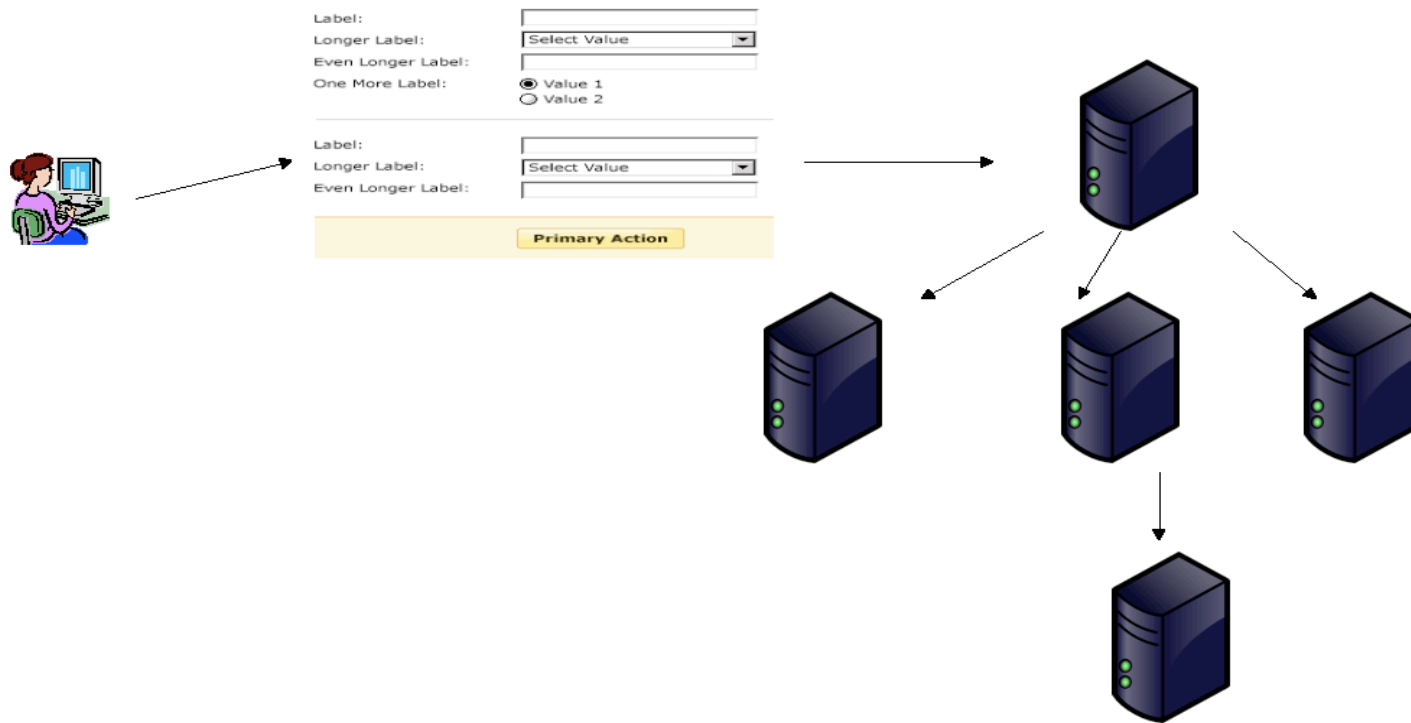 Label:
Longer Label: Select Value
Even Longer Label:
One More Label: Value 1
Value 2
Label:
Longer Label: Select Value
Even Longer Label:
Primary Action